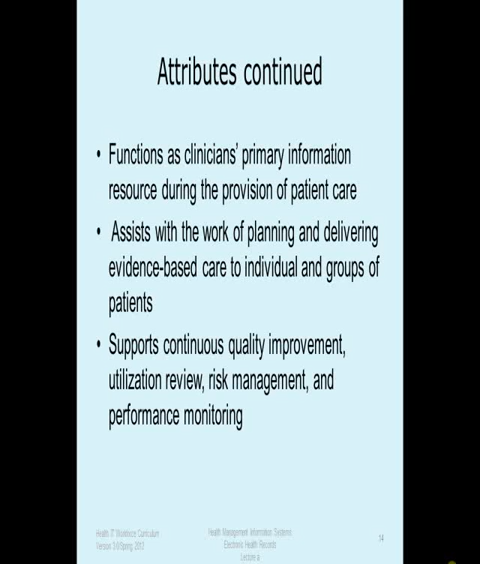 Attributes continued
• Functions as clinicians' primary information
resource during the provision of patient care
• Assists with the work of planning and delivering
evidence-based care to individual and groups of
patients
• Supports continuous quality improvement,
utilization review, risk management, and
performance monitoring
Health IT Workforce Curriculum
Version 3.0/Spring 2012
Health Management Information Systems
Electronic Health Records
Lecture a
14